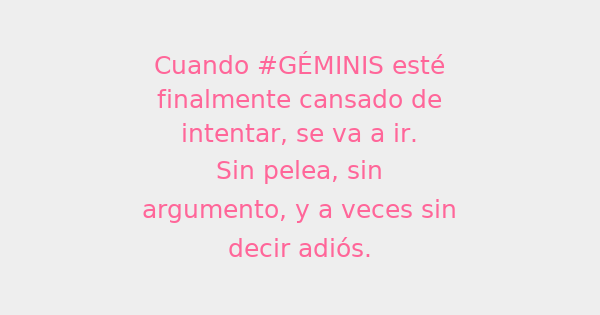 Cuando #GÉMINIS esté
finalmente cansado de
intentar, se va a ir.
Sin pelea, sin
argumento, y a veces sin
decir adiós.